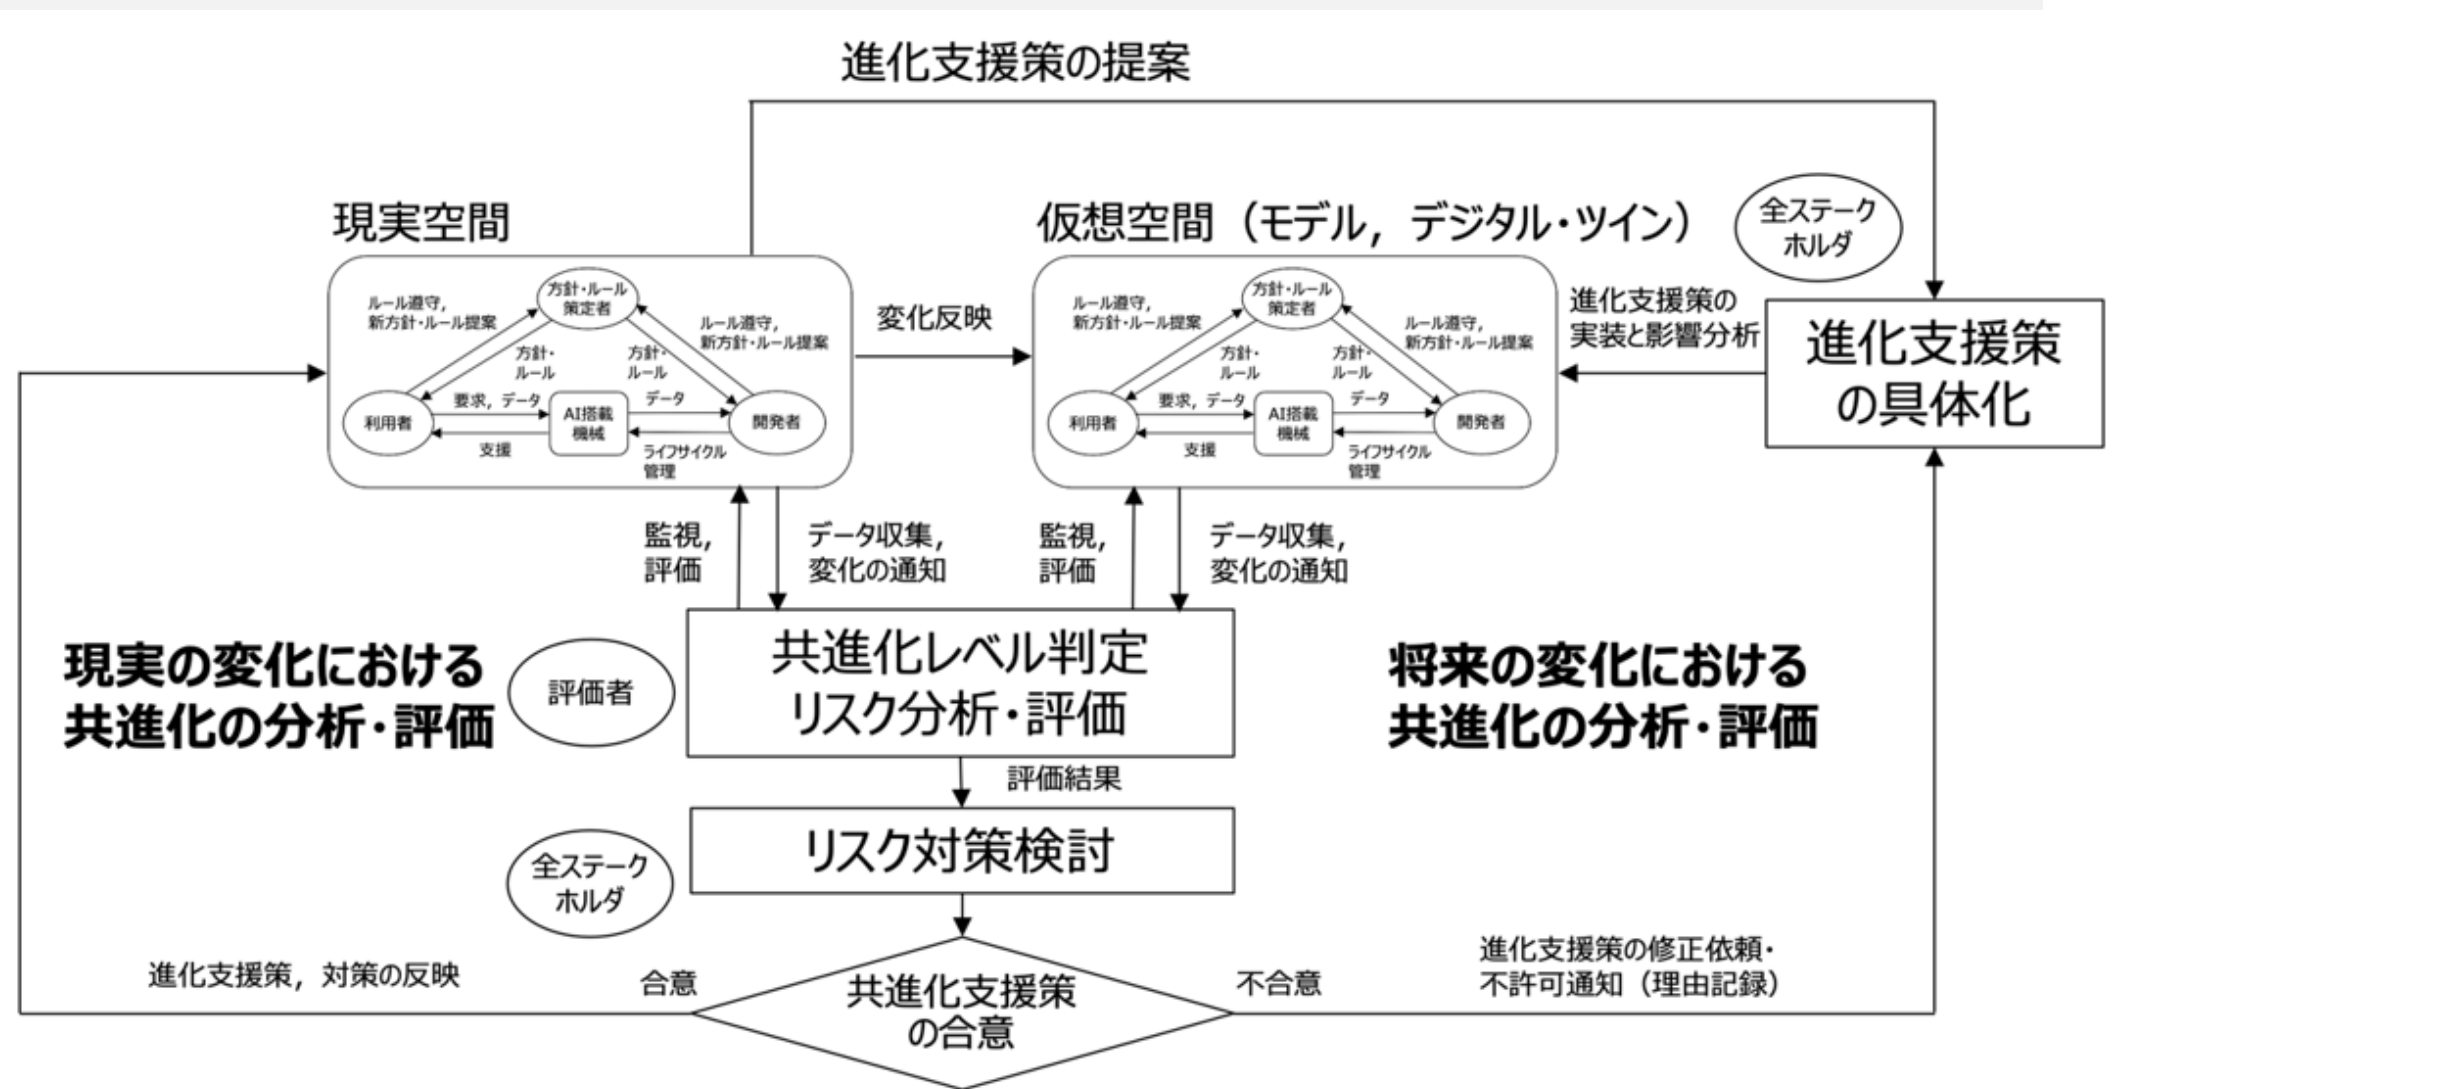 進化支援策の提案
現実空間
仮想空間（モデル，デジタル・ツイン）
全ステーク
ホルダ
方針・ルール
策定者
ルール遵守，
新方針・ルール提案
ルール遵守，
新方針・ルール提案
方針・
ルール
方針・
ルール
利用者
要求，データ
AI搭載
機械
データ
開発者
支援
ライフサイクル
管理
変化反映
方針・ルール
策定者
ルール遵守，
新方針・ルール提案
ルール遵守，
新方針・ルール提案
方針・
ルール
方針・
ルール
利用者
要求，データ
AI搭載
機械
データ
開発者
支援
ライフサイクル
管理
進化支援策の
実装と影響分析
進化支援策
の具体化
監視，
評価
データ収集，
変化の通知
監視，
評価
データ収集，
変化の通知
現実の変化における
共進化の分析・評価
評価者
共進化レベル判定
リスク分析・評価
将来の変化における
共進化の分析・評価
評価結果
リスク対策検討
全ステーク
ホルダ
進化支援策，対策の反映
合意
共進化支援策
の合意
不合意
進化支援策の修正依頼・
不許可通知（理由記録）